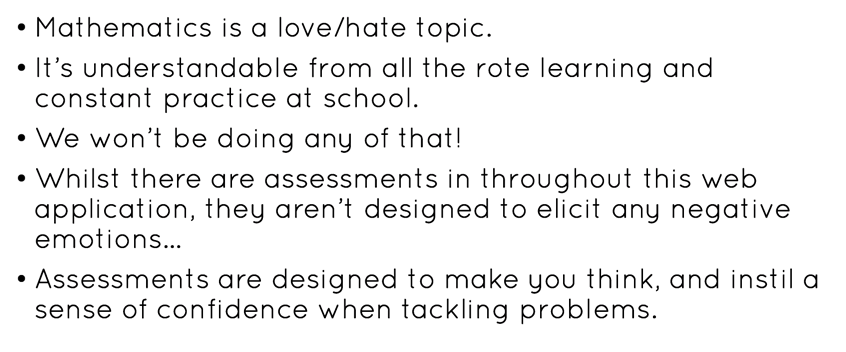 • Mathematics is a love/hate topic.
• It's understandable from all the rote learning and
constant practice at school.
• We won't be doing any of that!
• Whilst there are assessments in throughout this web
application, they aren't designed to elicit any negative
emotions...
• Assessments are designed to make you think, and instil a
sense of confidence when tackling problems.